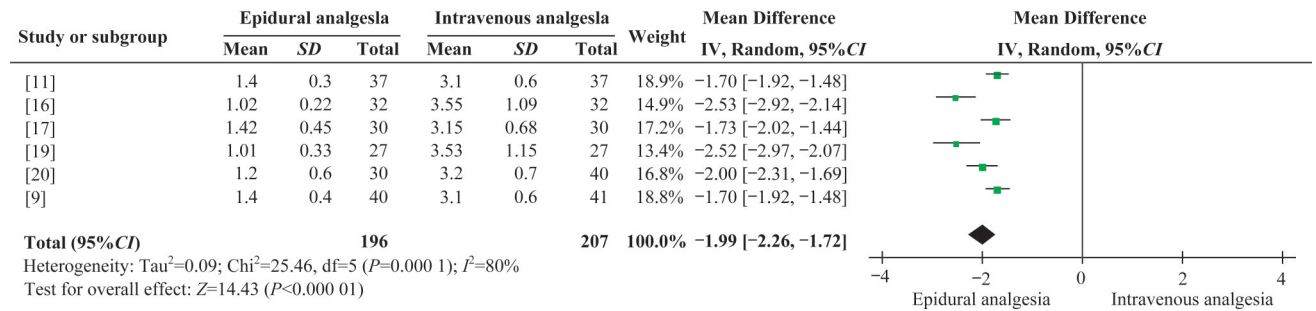 Study or subgroup Epidural analgesla Intravenous analgesla Weight Mean Difference Mean Difference
Mean SD Total Mean SD Total IV, Random, 95%CI IV, Random, 95%CI
[11] 1.4 0.3 37 3.1 0.6 37 18.9% −1.70 [−1.92, −1.48]
[16] 1.02 0.22 32 3.55 1.09 32 14.9% −2.53 [−2.92, −2.14]
[17] 1.42 0.45 30 3.15 0.68 30 17.2% −1.73 [−2.02, −1.44]
[19] 1.01 0.33 27 3.53 1.15 27 13.4% −2.52 [−2.97, −2.07]
[20] 1.2 0.6 30 3.2 0.7 40 16.8% −2.00 [−2.31, −1.69]
[9] 1.4 0.4 40 3.1 0.6 41 18.8% −1.70 [−1.92, −1.48]
Total (95%CI) 196 207 100.0% −1.99 [−2.26, −1.72]
Heterogeneity: Tau²=0.09; Chi²=25.46, df=5 (P=0.000 1); I²=80%
Test for overall effect: Z=14.43 (P<0.000 01)
−4 −2 0 2 4
Epidural analgesia Intravenous analgesia